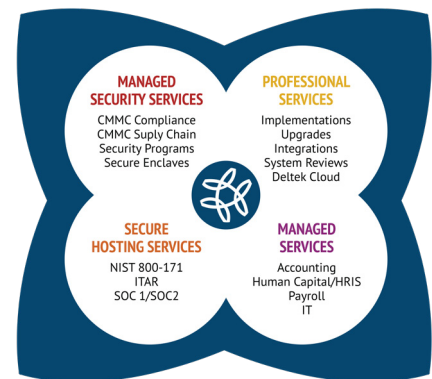 MANAGED
SECURITY SERVICES
CMMC Compliance
CMMC Suply Chain
Security Programs
Secure Enclaves
PROFESSIONAL
SERVICES
Implementations
Upgrades
Integrations
System Reviews
Deltek Cloud
SECURE
HOSTING SERVICES
NIST 800-171
ITAR
SOC 1/SOC2
MANAGED
SERVICES
Accounting
Human Capital/HRIS
Payroll
IT